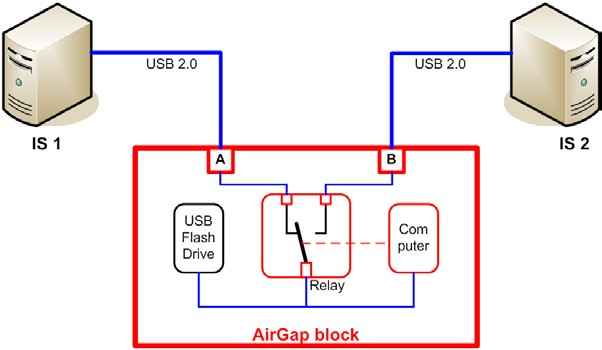 USB 2.0
USB 2.0
IS 1
IS 2
A
B
USB
Flash
Drive
Com
puter
Relay
AirGap block